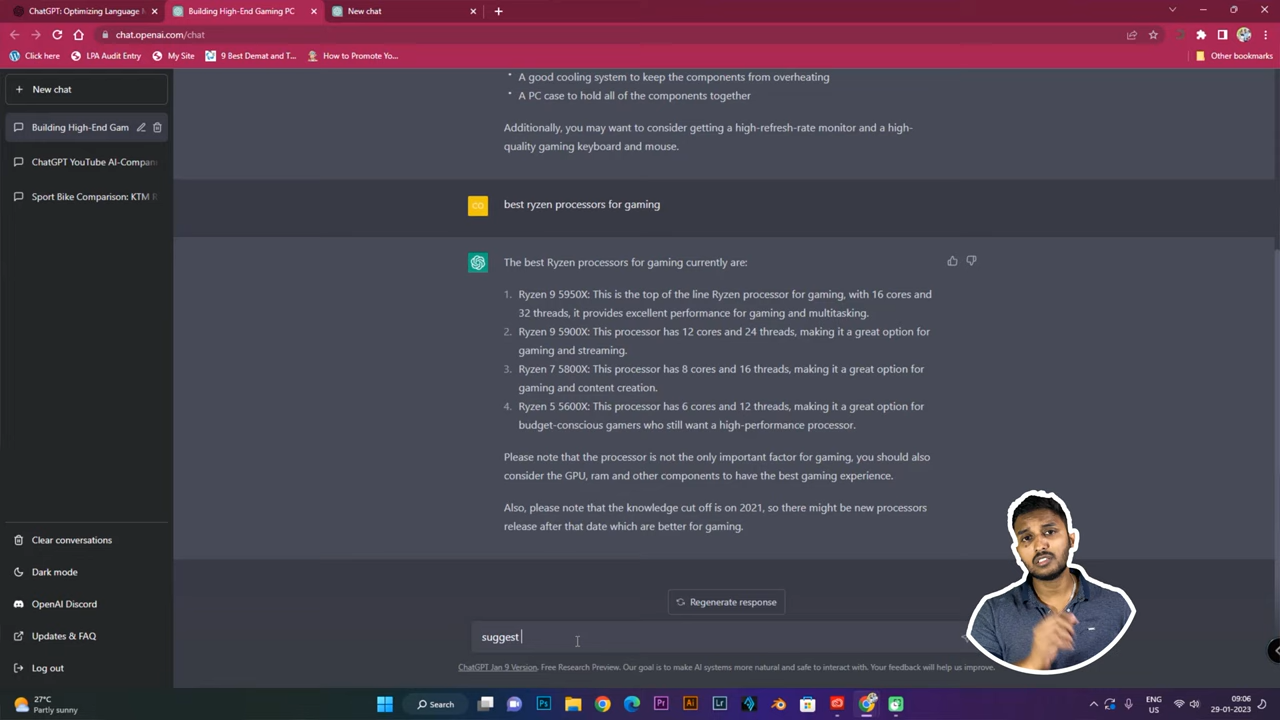 ChatGPT: Optimizing Language M
Building High-End Gaming PC
New chat
chat.openai.com/chat
Click here
LPA Audit Entry
My Site
9 Best Demat and T...
How to Promote Yo...
Other bookmarks
New chat
Building High-End Gam
ChatGPT YouTube AI-Compan
Sport Bike Comparison: KTM R
Clear conversations
Dark mode
OpenAI Discord
Updates & FAQ
Log out
• A good cooling system to keep the components from overheating
• A PC case to hold all of the components together
Additionally, you may want to consider getting a high-refresh-rate monitor and a high-
quality gaming keyboard and mouse.
CO
best ryzen processors for gaming
The best Ryzen processors for gaming currently are:
1. Ryzen 9 5950X: This is the top of the line Ryzen processor for gaming, with 16 cores and
32 threads, it provides excellent performance for gaming and multitasking.
2. Ryzen 9 5900X: This processor has 12 cores and 24 threads, making it a great option for
gaming and streaming.
3. Ryzen 7 5800X: This processor has 8 cores and 16 threads, making it a great option for
gaming and content creation.
4. Ryzen 5 5600X: This processor has 6 cores and 12 threads, making it a great option for
budget-conscious gamers who still want a high-performance processor.
Please note that the processor is not the only important factor for gaming, you should also
consider the GPU, ram and other components to have the best gaming experience.
Also, please note that the knowledge cut off is on 2021, so there might be new processors
release after that date which are better for gaming.
Regenerate response
suggest
ChatGPT Jan 9 Version. Free Research Preview. Our goal is to make AI systems more natural and safe to interact with. Your feedback will help us improve.
27°C
Partly sunny
Search
Ps
Pr
Ai
Lr
ENG
US
09:06
29-01-2023